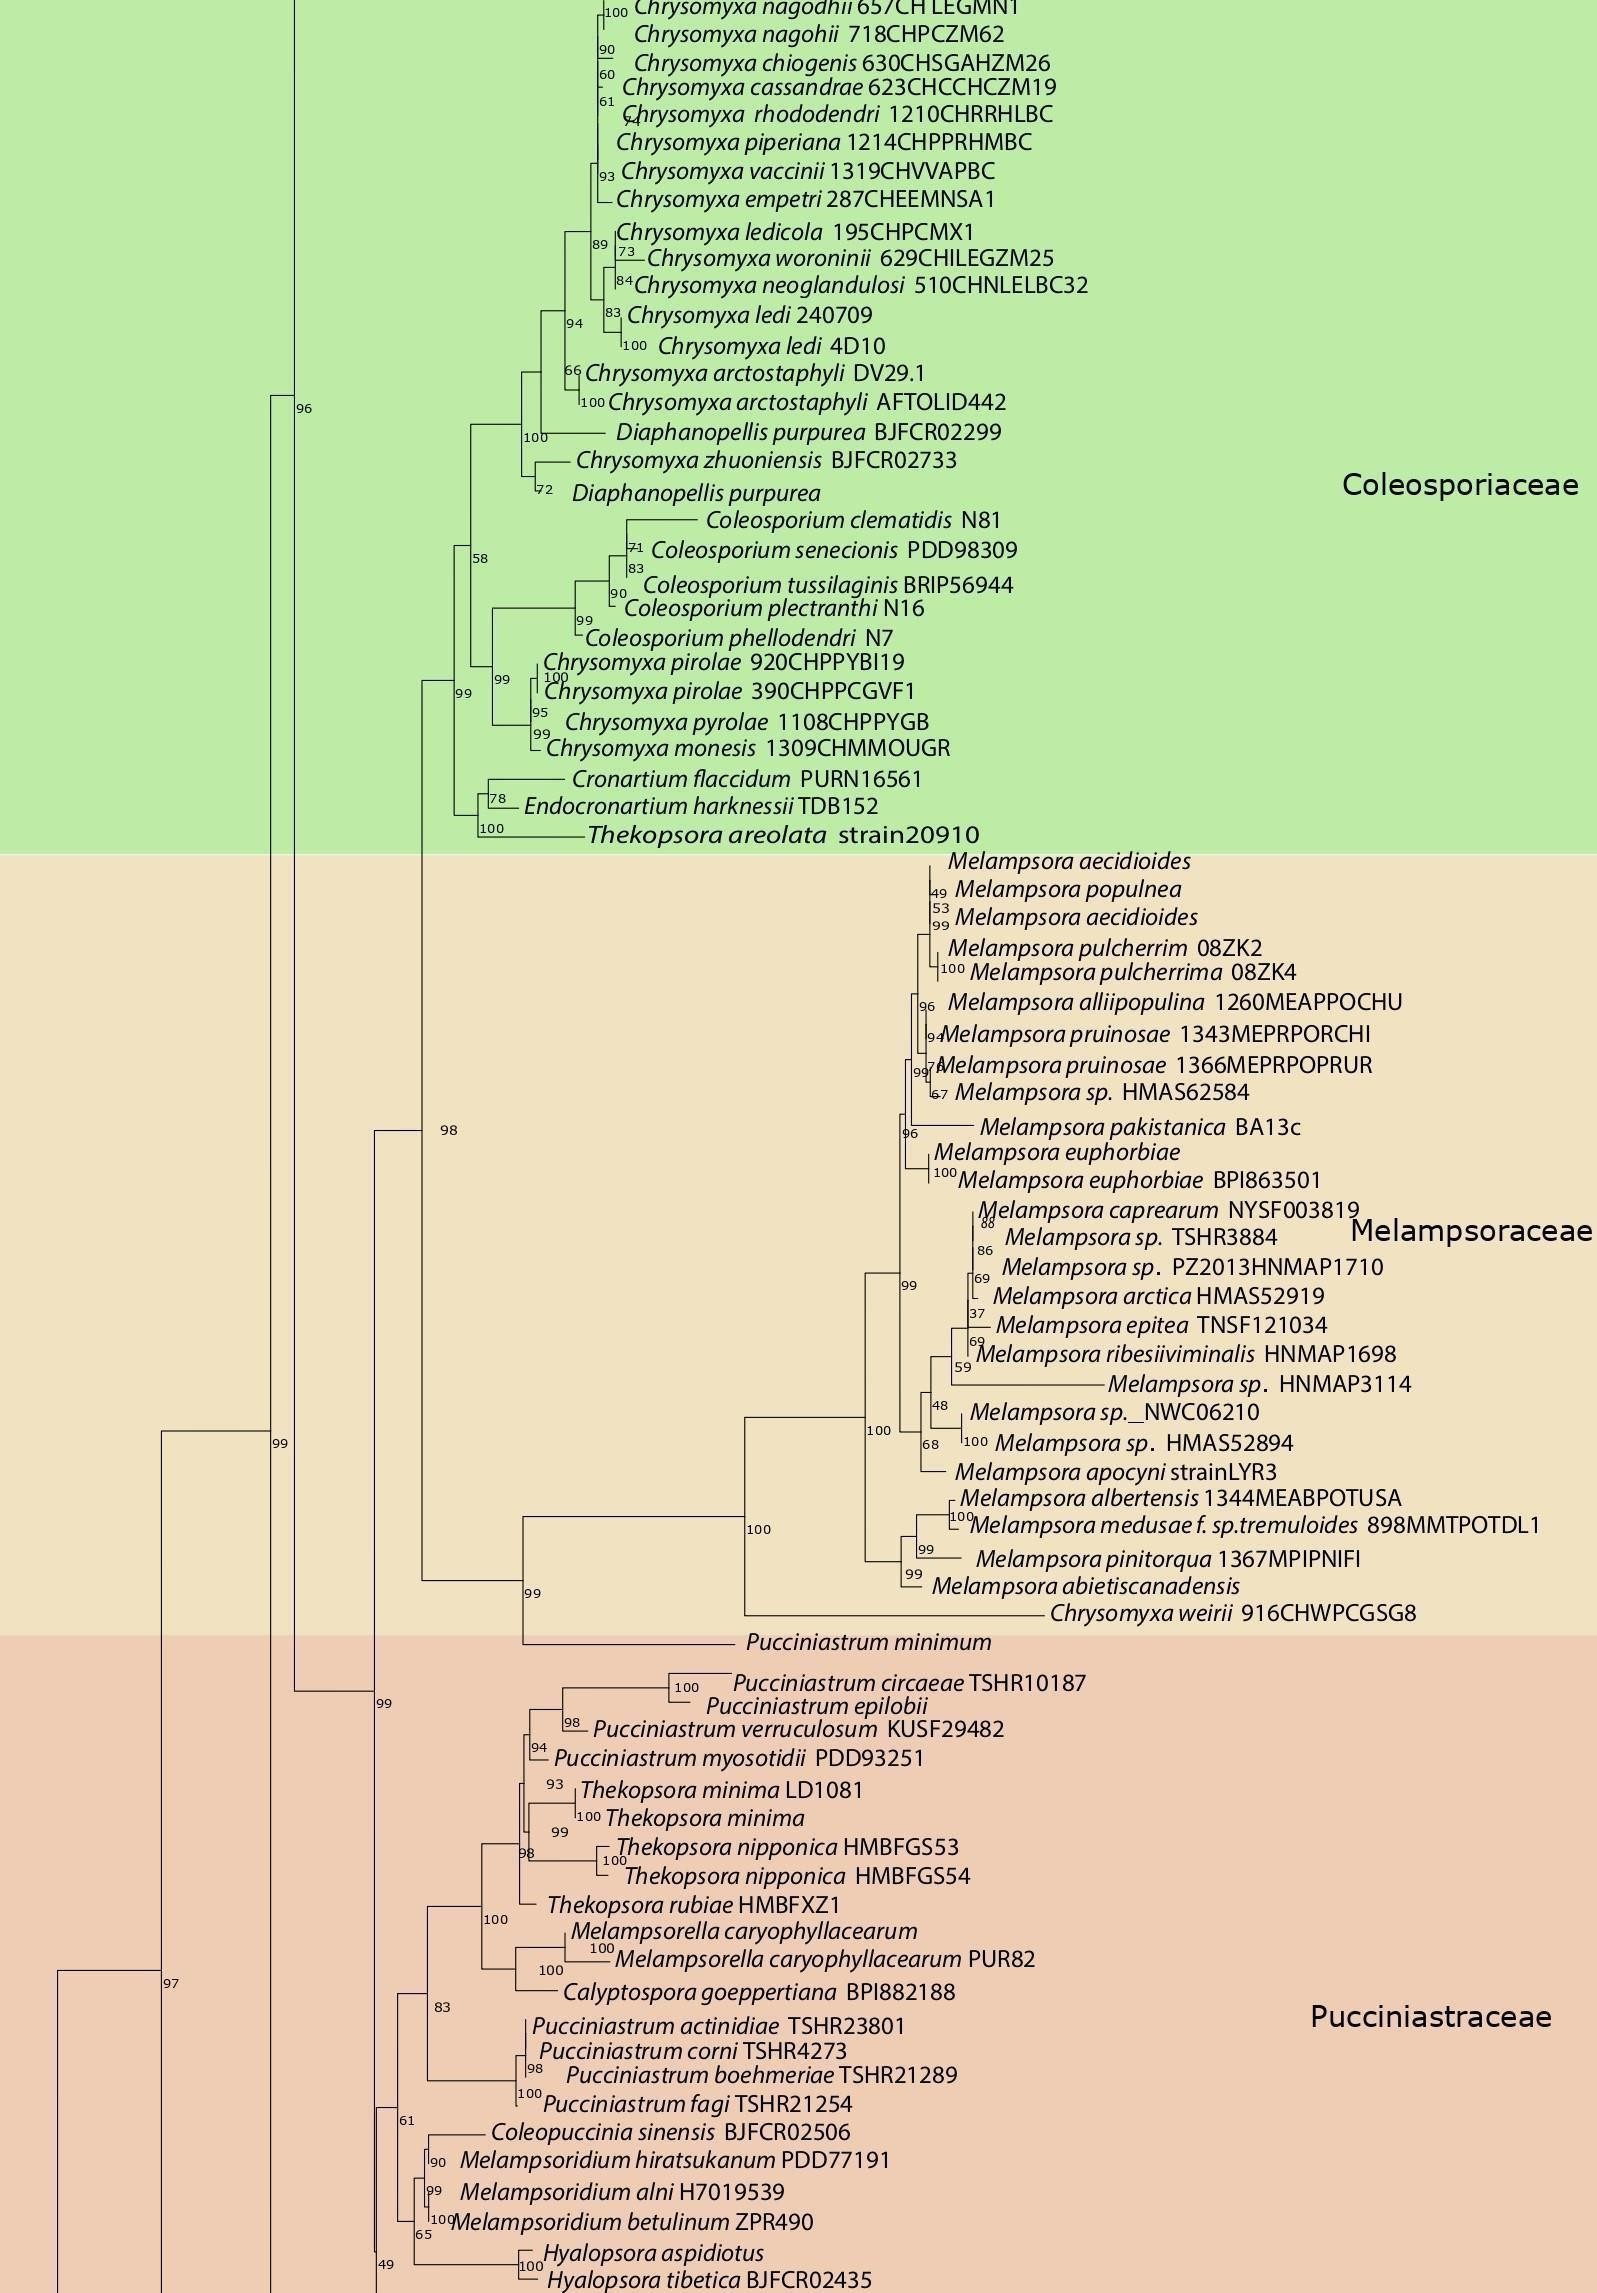 100 Chrysomyxa nagodhii 657CH LEGMN1
Chrysomyxa nagohii 718CHPCZM62
90
Chrysomyxa chiogenis 630CHSGAHZM26
60
Chrysomyxa cassandrae 623CHCCHCZM19
61
Chrysomyxa rhododendri 1210CHRRHLBC
74
Chrysomyxa piperiana 1214CHPPRHMBC
Chrysomyxa vaccinii 1319CHVVAPBC
93
Chrysomyxa empetri 287CHEEMNSA1
Chrysomyxa ledicola 195CHPCMX1
89
73
Chrysomyxa woroninii 629CHILEGZM25
84
Chrysomyxa neoglandulosi 510CHNLELBC32
83
Chrysomyxa ledi 240709
94
100 Chrysomyxa ledi 4D10
66 Chrysomyxa arctostaphyli DV29.1
100 Chrysomyxa arctostaphyli AFTOLID442
96
Diaphanopellis purpurea BJFCR02299
100
Chrysomyxa zhuoniensis BJFCR02733
Coleosporiaceae
72
Diaphanopellis purpurea
Coleosporium clematidis N81
71
Coleosporium senecionis PDD98309
58
83
Coleosporium tussilaginis BRIP56944
90
Coleosporium plectranthi N16
99
Coleosporium phellodendri N7
Chrysomyxa pirolae 920CHPPYBI19
100
99
99
Chrysomyxa pirolae 390CHPPCGVF1
95
Chrysomyxa pyrolae 1108CHPPYGB
99
Chrysomyxa monesis 1309CHMMOUGR
Cronartium flaccidum PURN16561
78
Endocronartium harknessii TDB152
100
Thekopsora areolata strain20910
Melampsora aecidioides
49 Melampsora populnea
53
Melampsora aecidioides
99
Melampsora pulcherrim 08ZK2
100 Melampsora pulcherrima 08ZK4
96
Melampsora alliipopulina 1260MEAPPOCHU
94
Melampsora pruinosae 1343MEPRPORCHI
Melampsora pruinosae 1366MEPRPOPRUR
99
67
Melampsora sp. HMAS62584
Melampsora pakistanica BA13c
98
96
Melampsora euphorbiae
100
Melampsora euphorbiae BPI863501
Melampsora caprearum NYSF003819
88
Melampsoraceae
Melampsora sp. TSHR3884
86
Melampsora sp. PZ2013HNMAP1710
69
99
Melampsora arctica HMAS52919
37
Melampsora epitea TNSF121034
69
Melampsora ribesiiviminalis HNMAP1698
59
Melampsora sp. HNMAP3114
48
Melampsora sp._NWC06210
100
68
100
Melampsora sp. HMAS52894
99
Melampsora apocyni strainLYR3
Melampsora albertensis 1344MEABPOTUSA
100
Melampsora medusae f. sp.tremuloides 898MMTPOTDL1
100
99
Melampsora pinitorqua 1367MPIPNIFI
99
Melampsora abietiscanadensis
99
Chrysomyxa weirii 916CHWPCGSG8
Pucciniastrum minimum
Pucciniastrum circaeae TSHR10187
100
99
Pucciniastrum epilobii
98
Pucciniastrum verruculosum KUSF29482
94
Pucciniastrum myosotidii PDD93251
93
Thekopsora minima LD1081
100 Thekopsora minima
99
Thekopsora nipponica HMBFGS53
98
100
Thekopsora nipponica HMBFGS54
Thekopsora rubiae HMBFXZ1
100
Melampsorella caryophyllacearum
100
Melampsorella caryophyllacearum PUR82
100
97
Calyptospora goeppertiana BPI882188
83
Pucciniastraceae
Pucciniastrum actinidiae TSHR23801
Pucciniastrum corni TSHR4273
98
Pucciniastrum boehmeriae TSHR21289
100
Pucciniastrum fagi TSHR21254
61
Coleopuccinia sinensis BJFCR02506
90 Melampsoridium hiratsukanum PDD77191
99 Melampsoridium alni H7019539
100 Melampsoridium betulinum ZPR490
65
Hyalopsora aspidiotus
49
100
Hyalopsora tibetica BJFCR02435